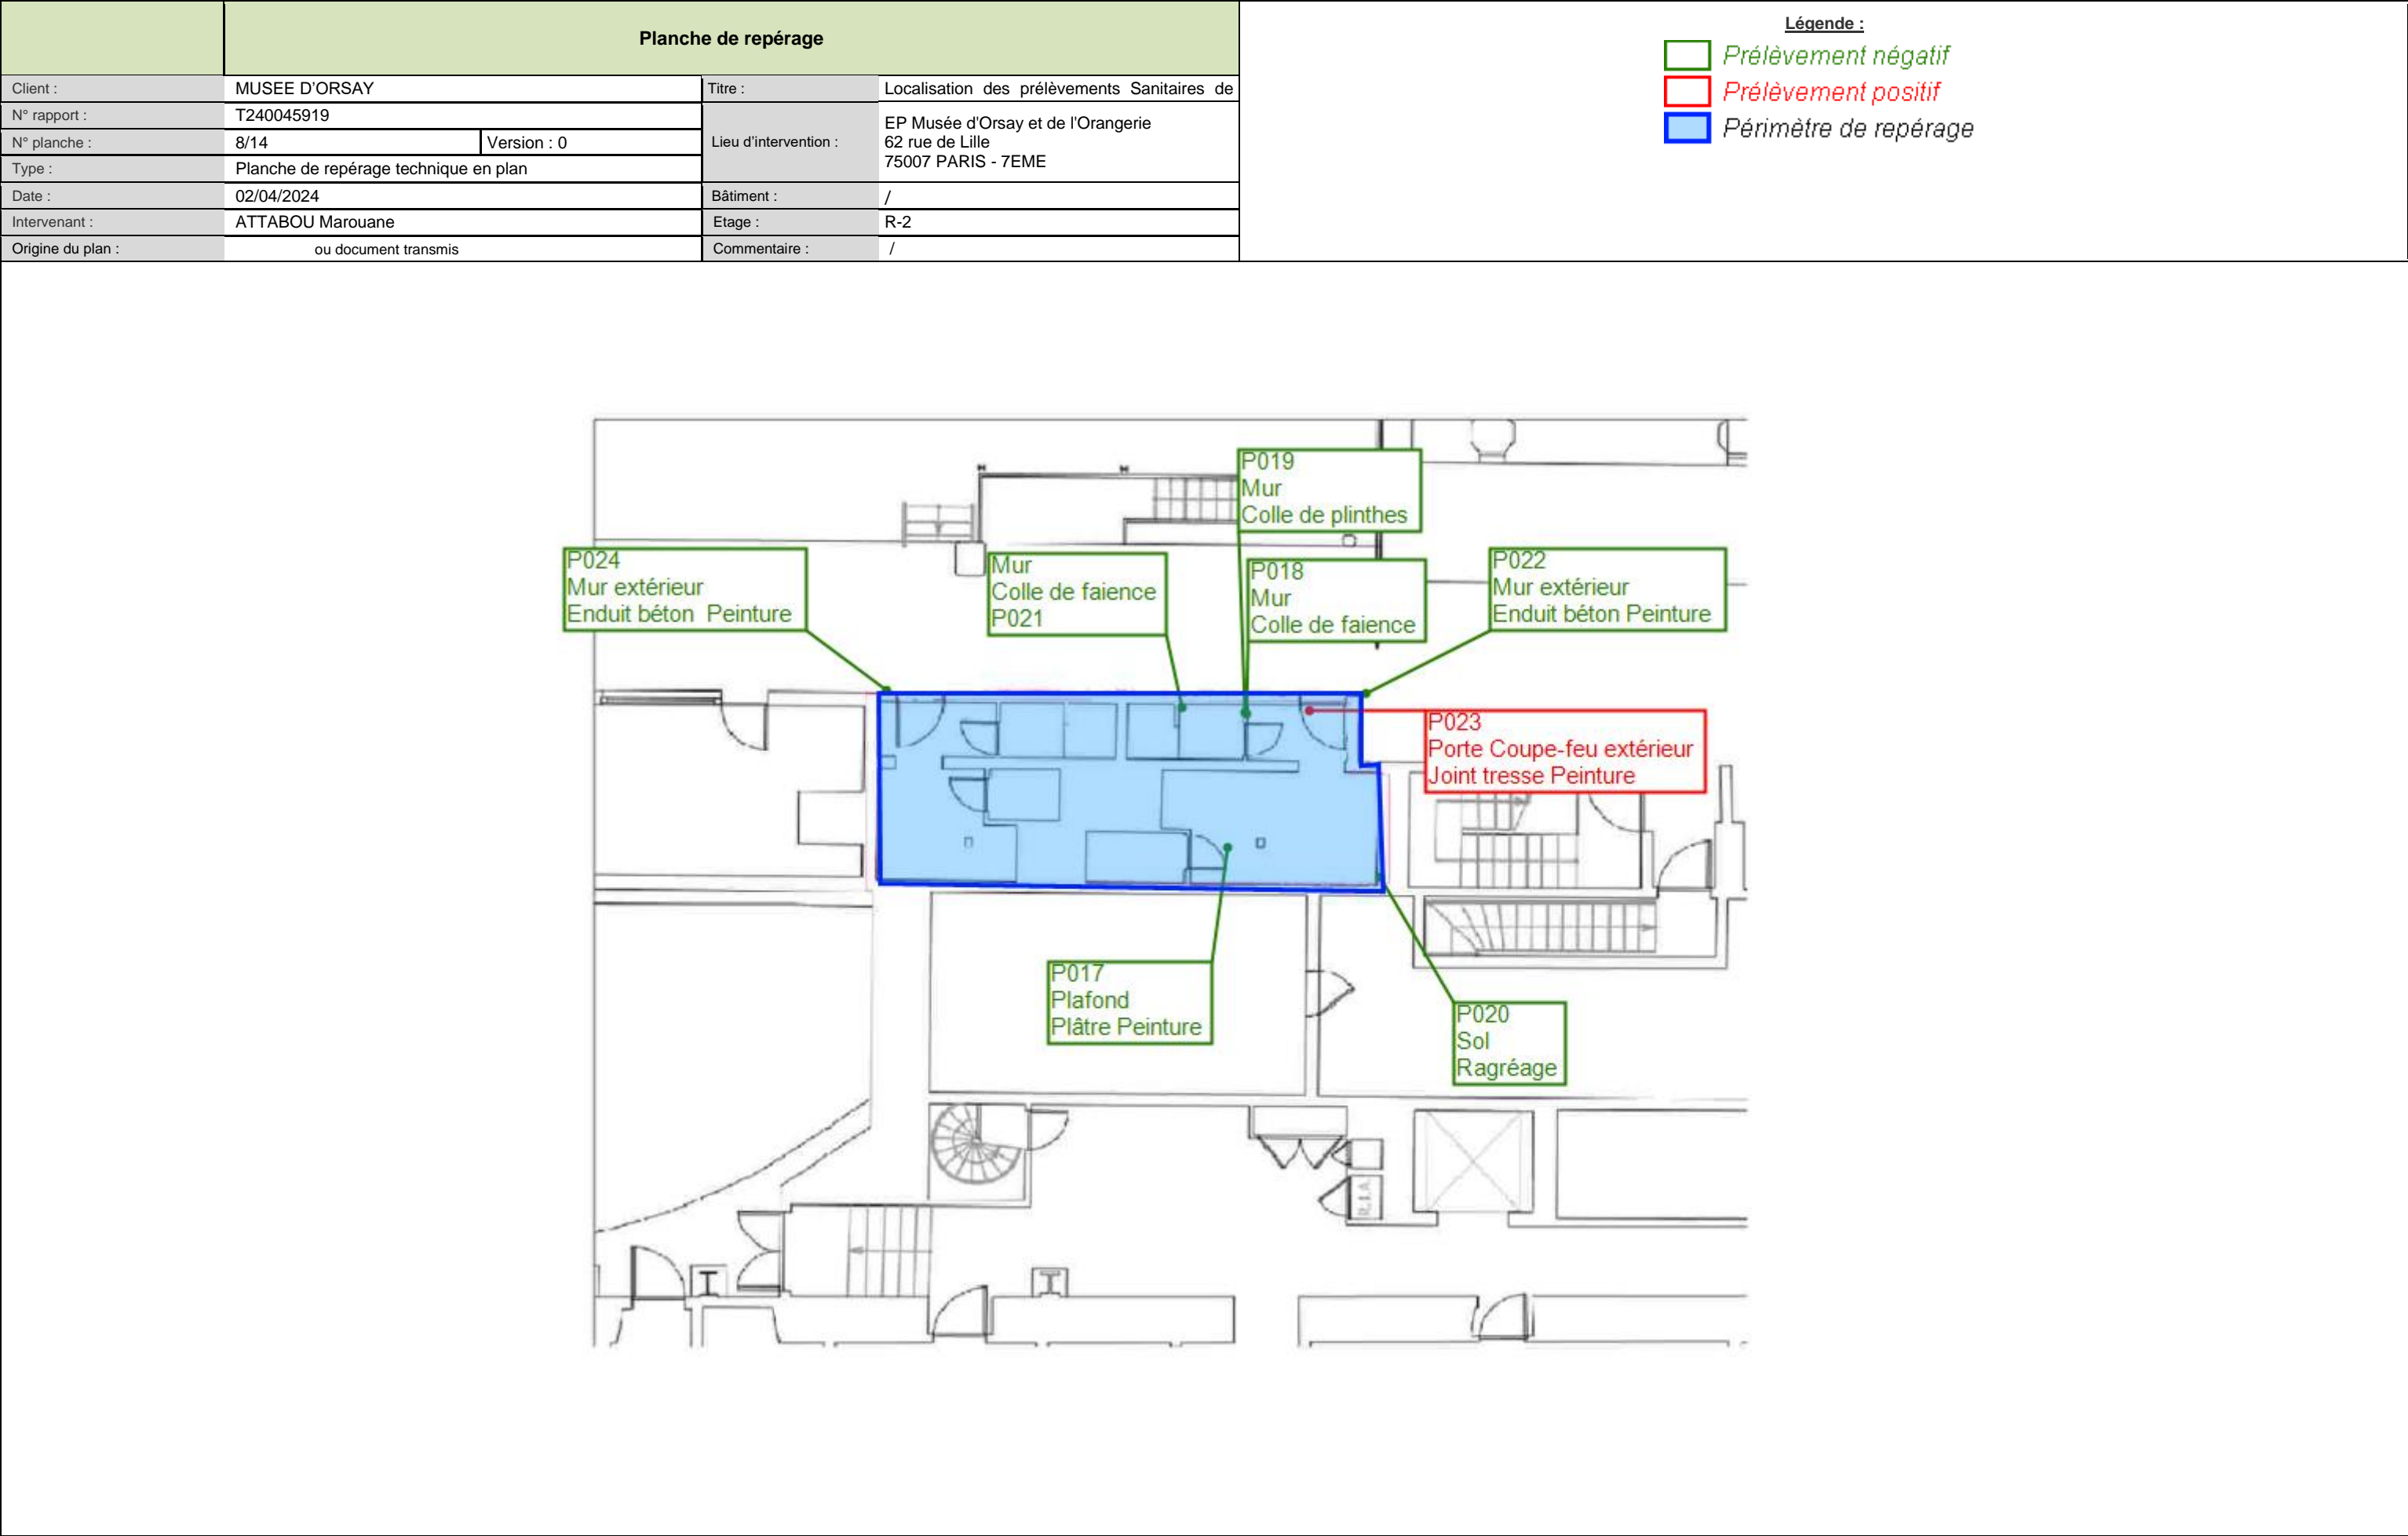 Planche de repérage
Client :
MUSEE D'ORSAY
Titre :
Localisation des prélèvements Sanitaires de
N° rapport :
T240045919
Lieu d'intervention :
EP Musée d'Orsay et de l'Orangerie
62 rue de Lille
75007 PARIS - 7EME
N° planche :
8/14
Version : 0
Type :
Planche de repérage technique en plan
Date :
02/04/2024
Bâtiment :
/
Intervenant :
ATTABOU Marouane
Etage :
R-2
Origine du plan :
ou document transmis
Commentaire :
/
Légende :
Prélèvement négatif
Prélèvement positif
Périmètre de repérage
P019
Mur
Colle de plinthes
P024
Mur extérieur
Enduit béton  Peinture
Mur
Colle de faience
P021
P018
Mur
Colle de faience
P022
Mur extérieur
Enduit béton Peinture
P023
Porte Coupe-feu extérieur
Joint tresse Peinture
P017
Plafond
Plâtre Peinture
P020
Sol
Ragréage
R.I.A.